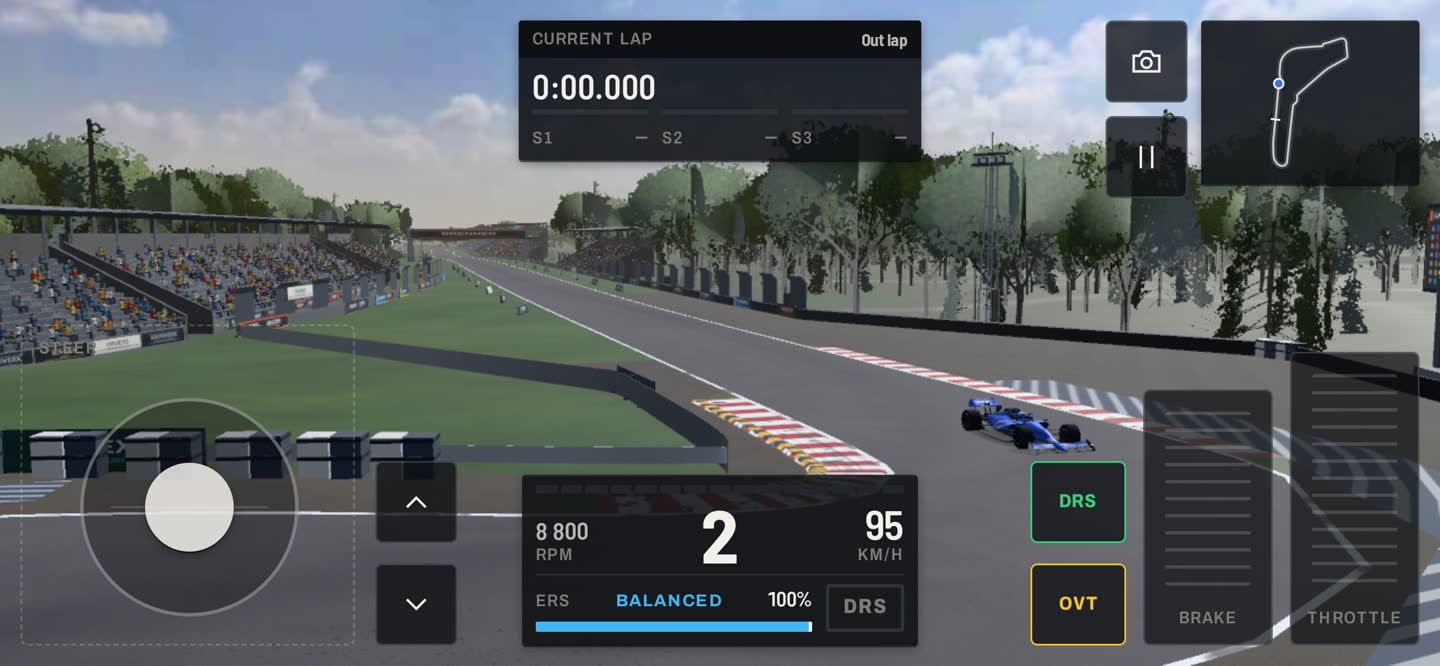 CURRENT LAP
Out lap
0:00.000
S1 – S2 – S3 –
STEER
8 800
RPM
2
95
KM/H
ERS
BALANCED
100%
DRS
DRS
OVT
BRAKE
THROTTLE